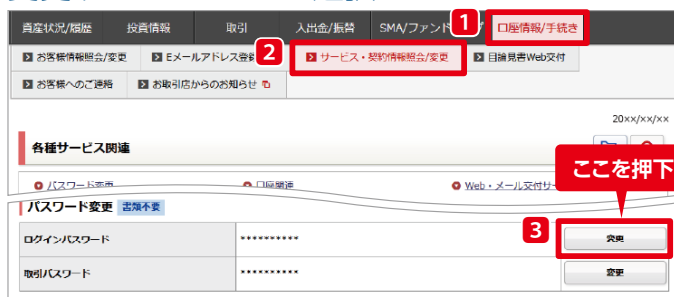 資産状況/履歴 投資情報 取引 入出金/振替 SMA/ファンド 1 口座情報/手続き
お客様情報照会/変更 Eメールアドレス登 2 サービス・契約情報照会/変更 目論見書Web交付
お客様へのご連絡 お取引店からのお知らせ
20××/××/××
各種サービス関連
パスワード変更 口座関連 Web・メール交付サー
ここを押下
パスワード変更 書類不要
ログインパスワード ********** 3 変更
取引パスワード ********** 変更